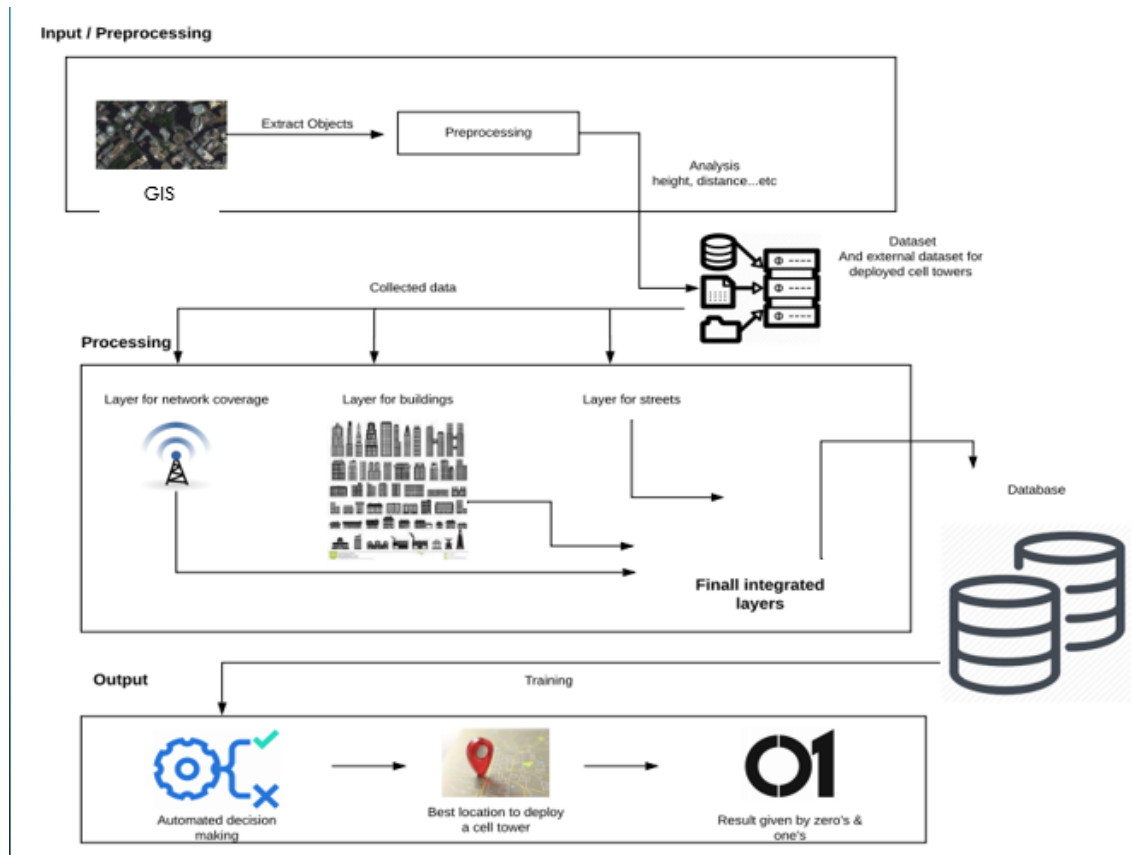 Input / Preprocessing
Extract Objects
Preprocessing
GIS
Analysis
height, distance...etc
Dataset
And external dataset for
deployed cell towers
Collected data
Processing
Layer for network coverage
Layer for buildings
Layer for streets
Database
Finall integrated
layers
Output
Training
01
Automated decision
making
Best location to deploy
a cell tower
Result given by zero's &
one's